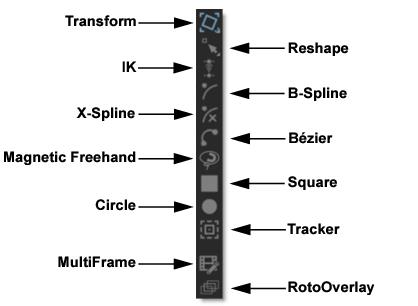 Transform
Reshape
IK
B-Spline
X-Spline
Bézier
Magnetic Freehand
Square
Circle
Tracker
MultiFrame
RotoOverlay